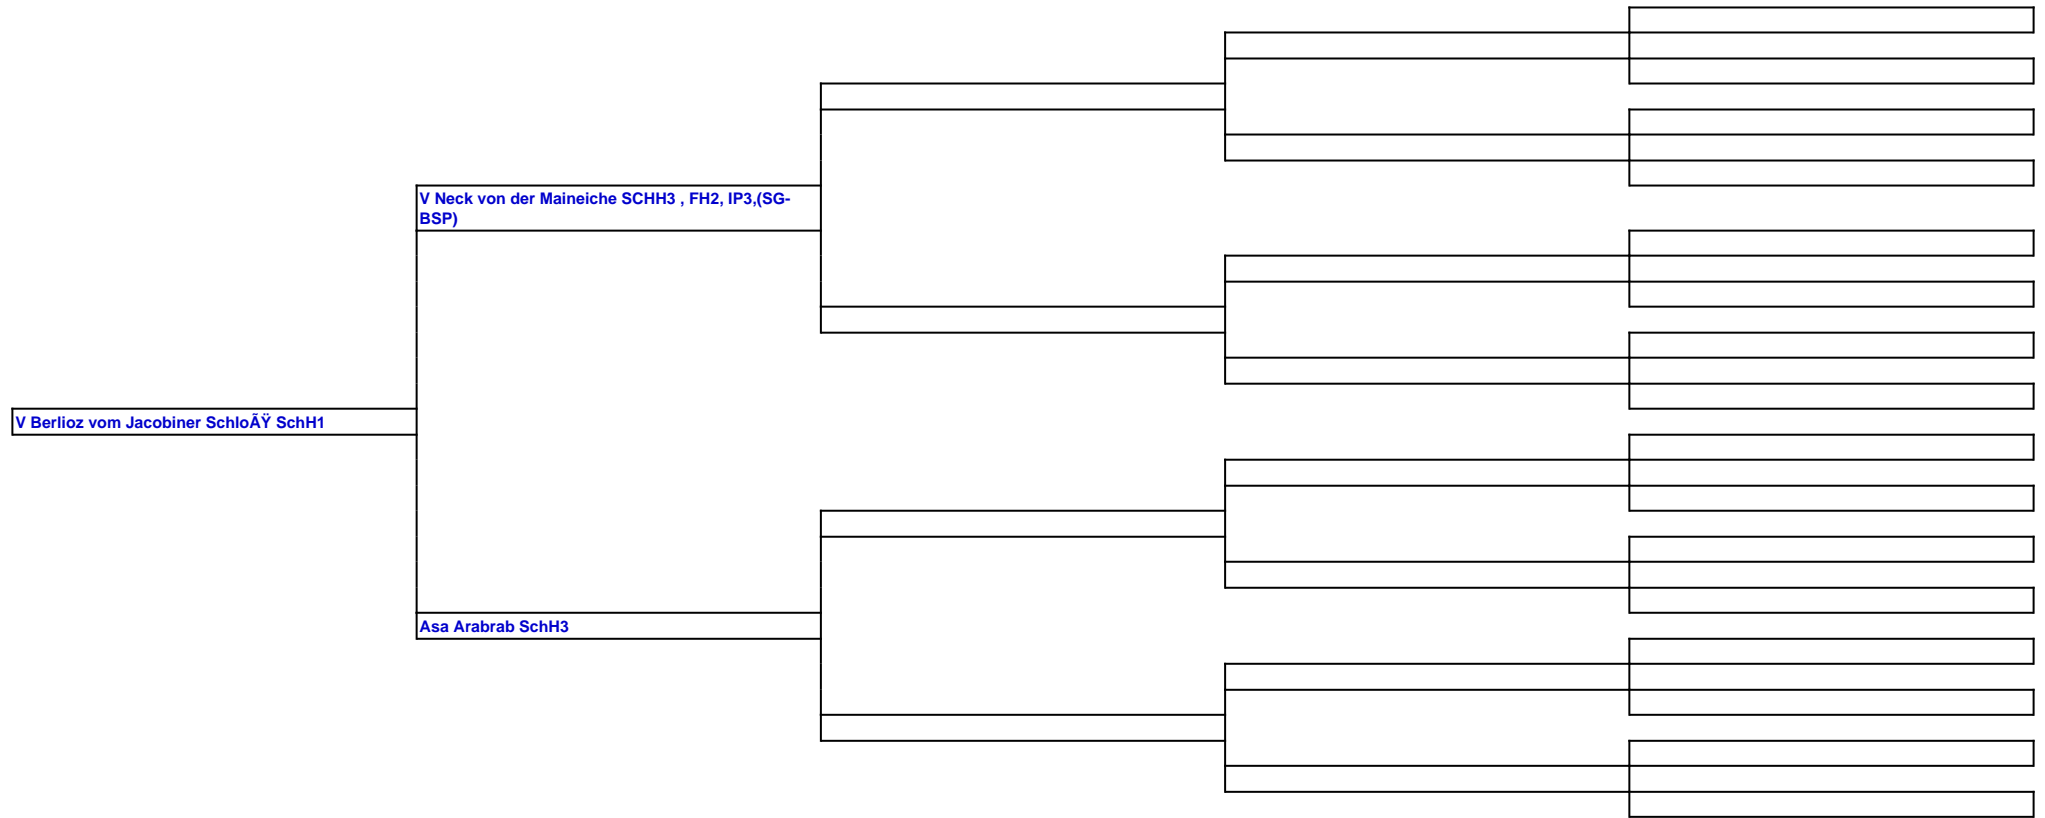 V Neck von der Maineiche SCHH3 , FH2, IP3,(SG-
BSP)
V Berlioz vom Jacobiner SchloÃŸ SchH1
Asa Arabrab SchH3